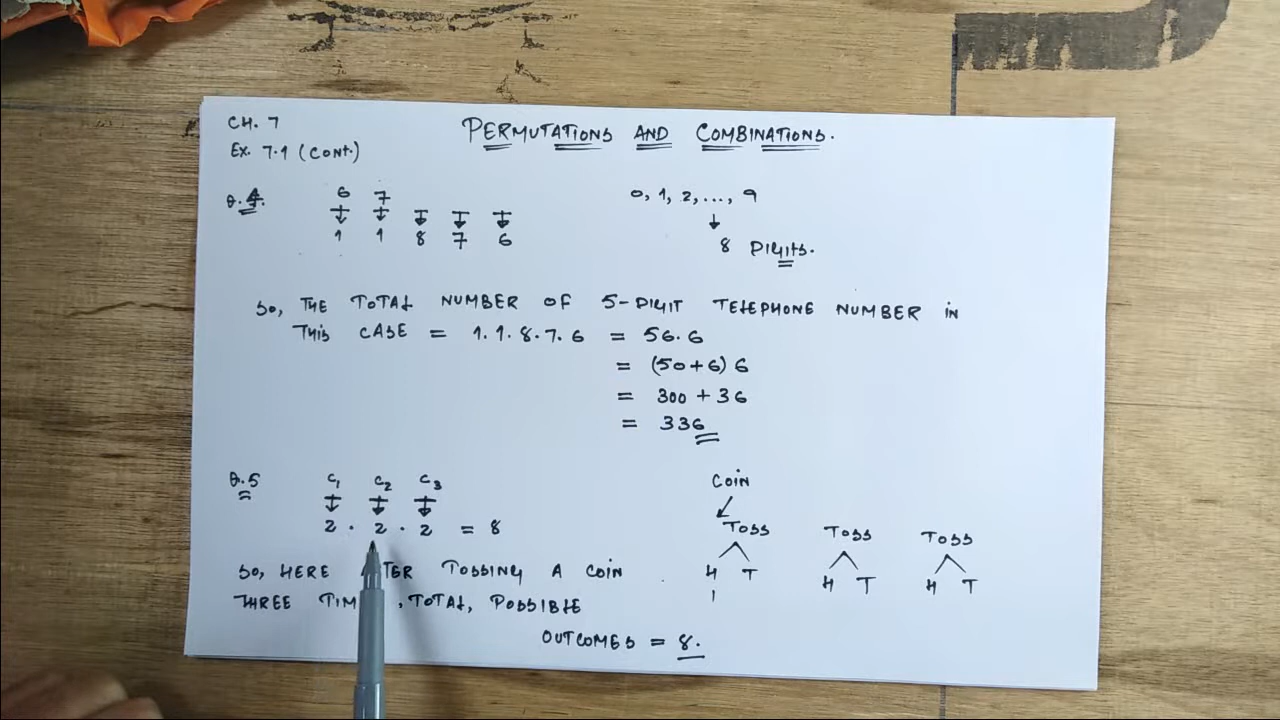 CH. 7
PERMUTATIONS AND COMBINATIONS.
Ex. 7.1 (CONT.)
Q.4.
6 7
1 1 8 7 6
0, 1, 2, ..., 9
8 DIGITS.
SO, THE TOTAL NUMBER OF 5-DIGIT TELEPHONE NUMBER in
THIS CASE = 1.1.8.7.6 = 56.6
= (50+6) 6
= 300 + 36
= 336
Q.5
C₁ C₂ C₃
2 . 2 . 2 = 8
COIN
TOSS TOSS TOSS
H T H T H T
SO, HERE TOSSING A COIN
THREE , TOTAL, POSSIBLE
OUTCOMES = 8.